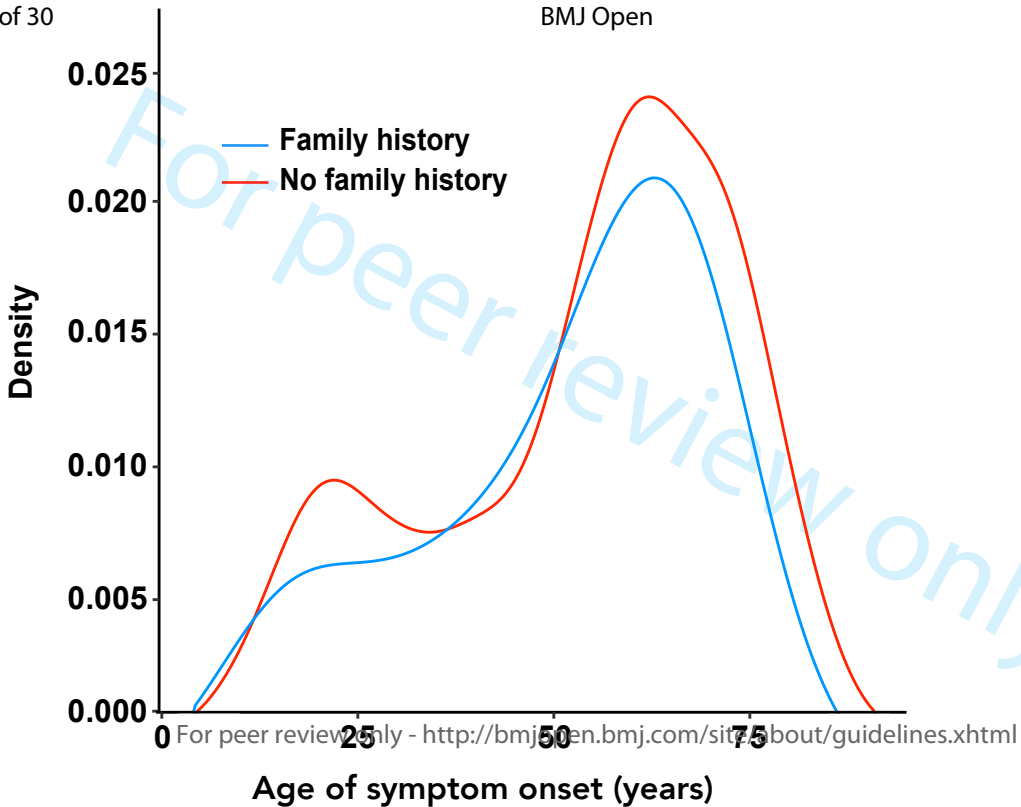 of 30
BMJ Open
0.025
Family history
No family history
0.020
0.015
0.010
0.005
0.000
Density
0 25 50 75
For peer review only - http://bmjopen.bmj.com/site/about/guidelines.xhtml
Age of symptom onset (years)
For peer review only